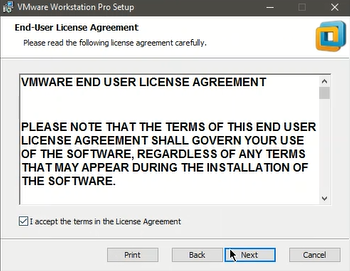 VMware Workstation Pro Setup
End-User License Agreement
Please read the following license agreement carefully.
VMWARE END USER LICENSE AGREEMENT
PLEASE NOTE THAT THE TERMS OF THIS END USER
LICENSE AGREEMENT SHALL GOVERN YOUR USE
OF THE SOFTWARE, REGARDLESS OF ANY TERMS
THAT MAY APPEAR DURING THE INSTALLATION OF
THE SOFTWARE.
I accept the terms in the License Agreement
Print Back Next Cancel